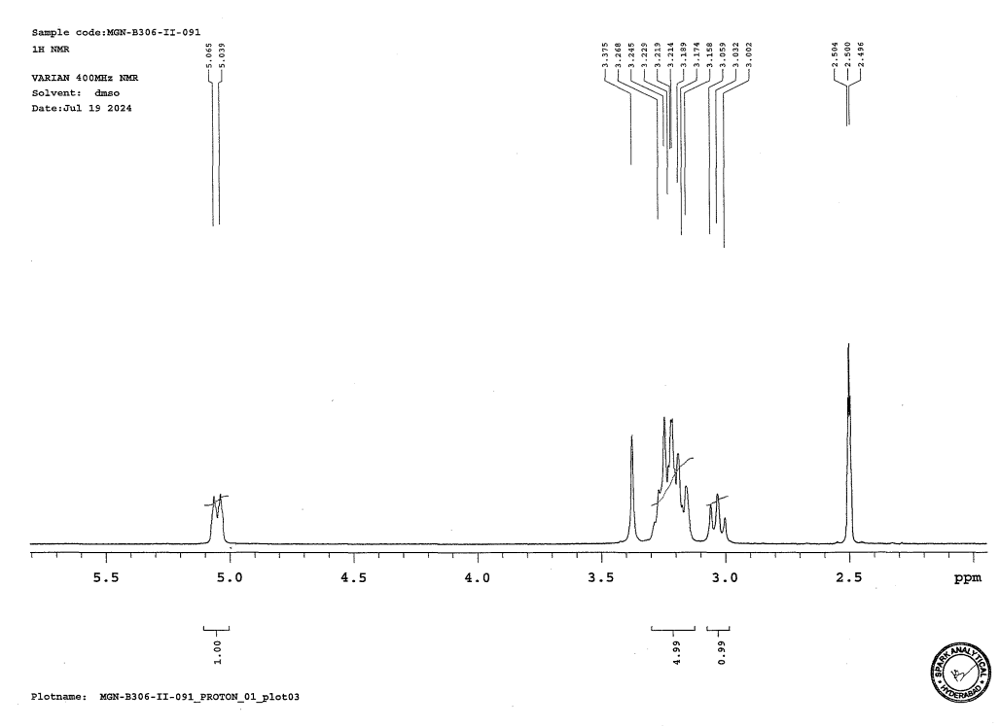 Sample code:MGN-B306-II-091
1H NMR
VARIAN 400MHz NMR
Solvent: dmso
Date:Jul 19 2024
5.065
5.039
3.375
3.268
3.245
3.229
3.219
3.214
3.189
3.174
3.158
3.059
3.032
3.002
2.504
2.500
2.496
5.5 5.0 4.5 4.0 3.5 3.0 2.5 ppm
1.00
4.99
0.99
SPARK ANALYTICAL
HYDERABAD
Plotname: MGN-B306-II-091_PROTON_01_plot03